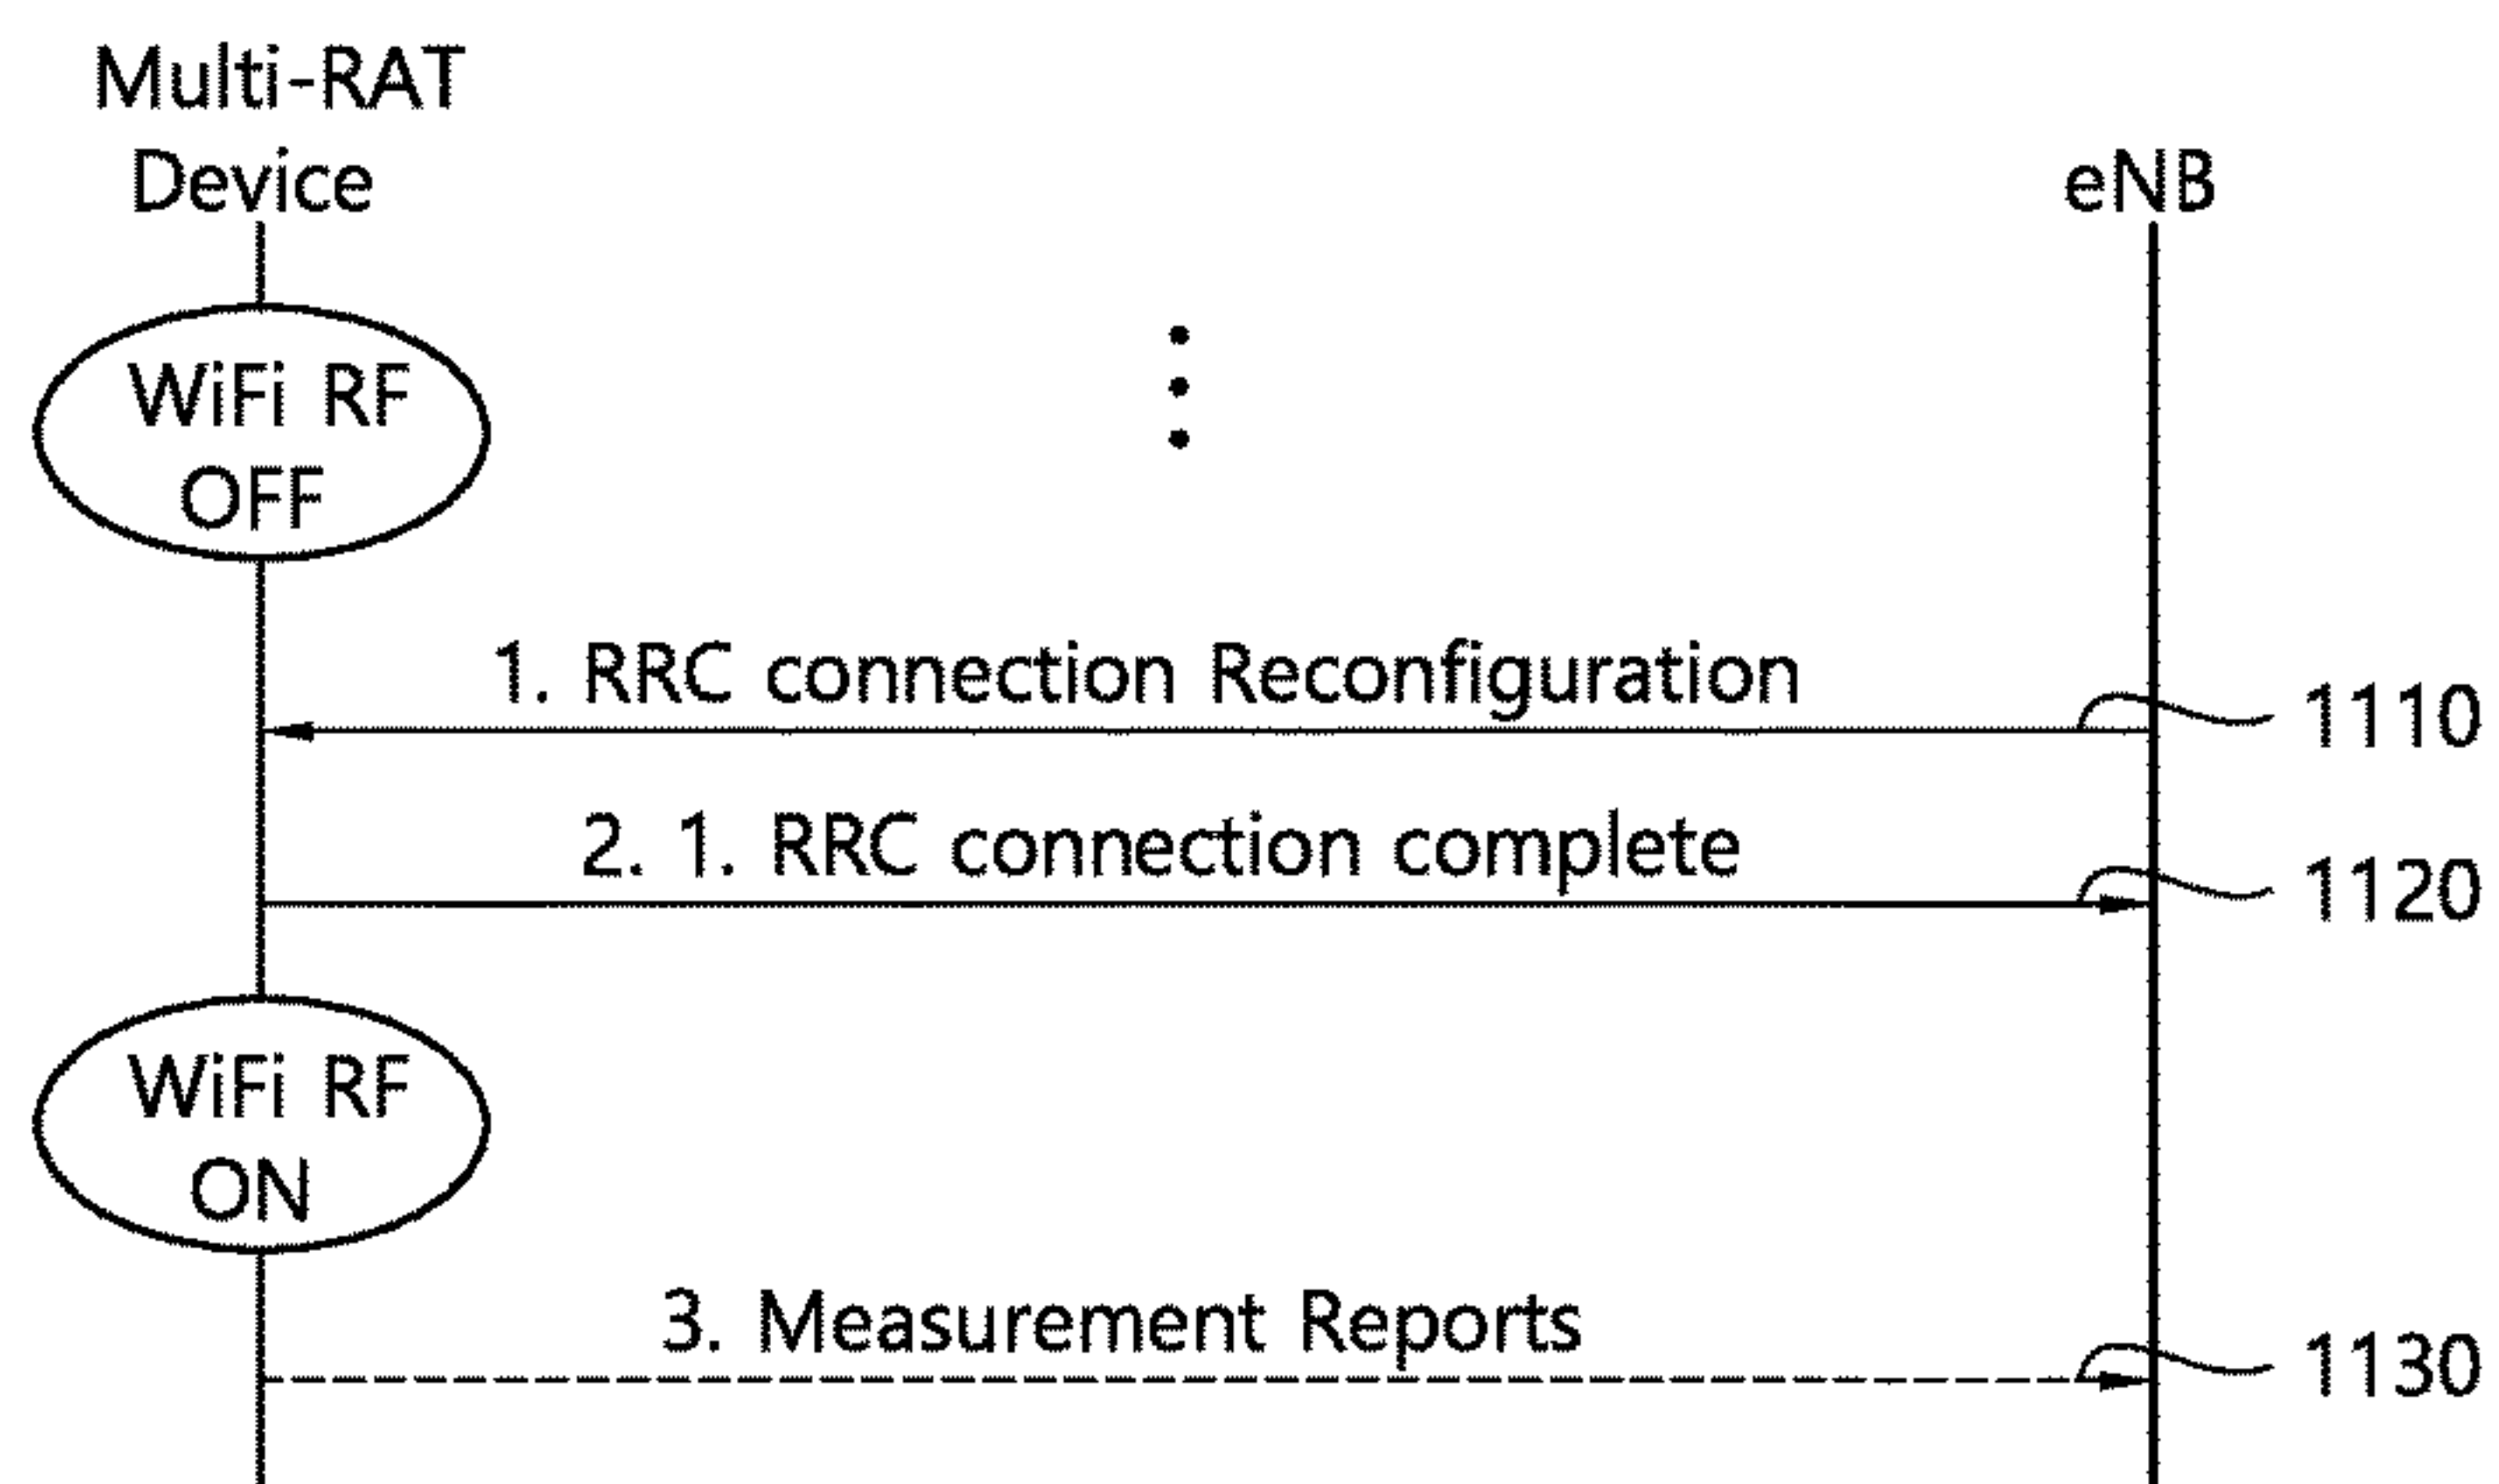 Multi-RAT
Device
eNB
WiFi RF
OFF
1. RRC connection Reconfiguration
1110
2. 1. RRC connection complete
1120
WiFi RF
ON
3. Measurement Reports
1130